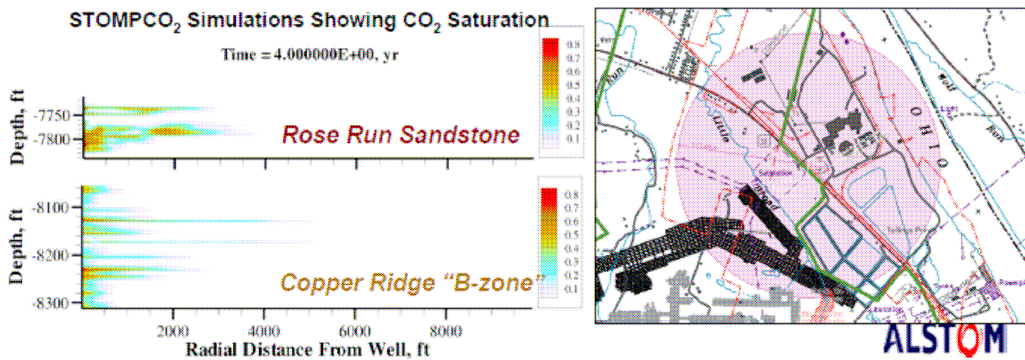 STOMPCO₂ Simulations Showing CO₂ Saturation
Time = 4.000000E+00, yr
Depth, ft
-7750
-7800
Rose Run Sandstone
0.8
0.7
0.6
0.5
0.4
0.3
0.2
0.1
Depth, ft
-8100
-8200
-8300
Copper Ridge "B-zone"
0.8
0.7
0.6
0.5
0.4
0.3
0.2
0.1
2000
4000
6000
8000
Radial Distance From Well, ft
Run
Little
OHIO
Run
ALSTOM